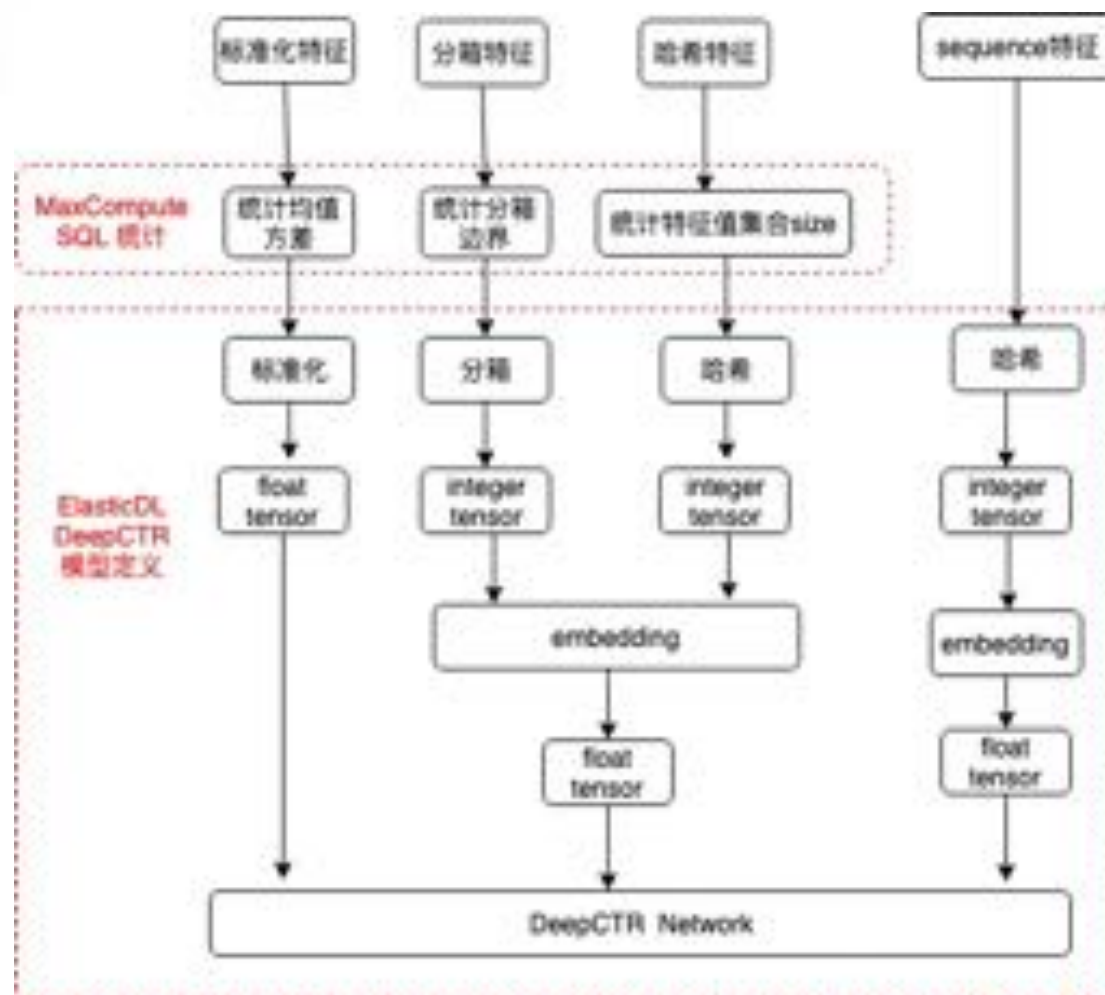 标准化特征
分箱特征
哈希特征
sequence特征
MaxCompute
SQL 统计
统计均值
方差
统计分箱
边界
统计特征值集合size
标准化
分箱
哈希
哈希
ElasticDL
DeepCTR
模型定义
float
tensor
integer
tensor
integer
tensor
integer
tensor
embedding
embedding
float
tensor
float
tensor
DeepCTR Network